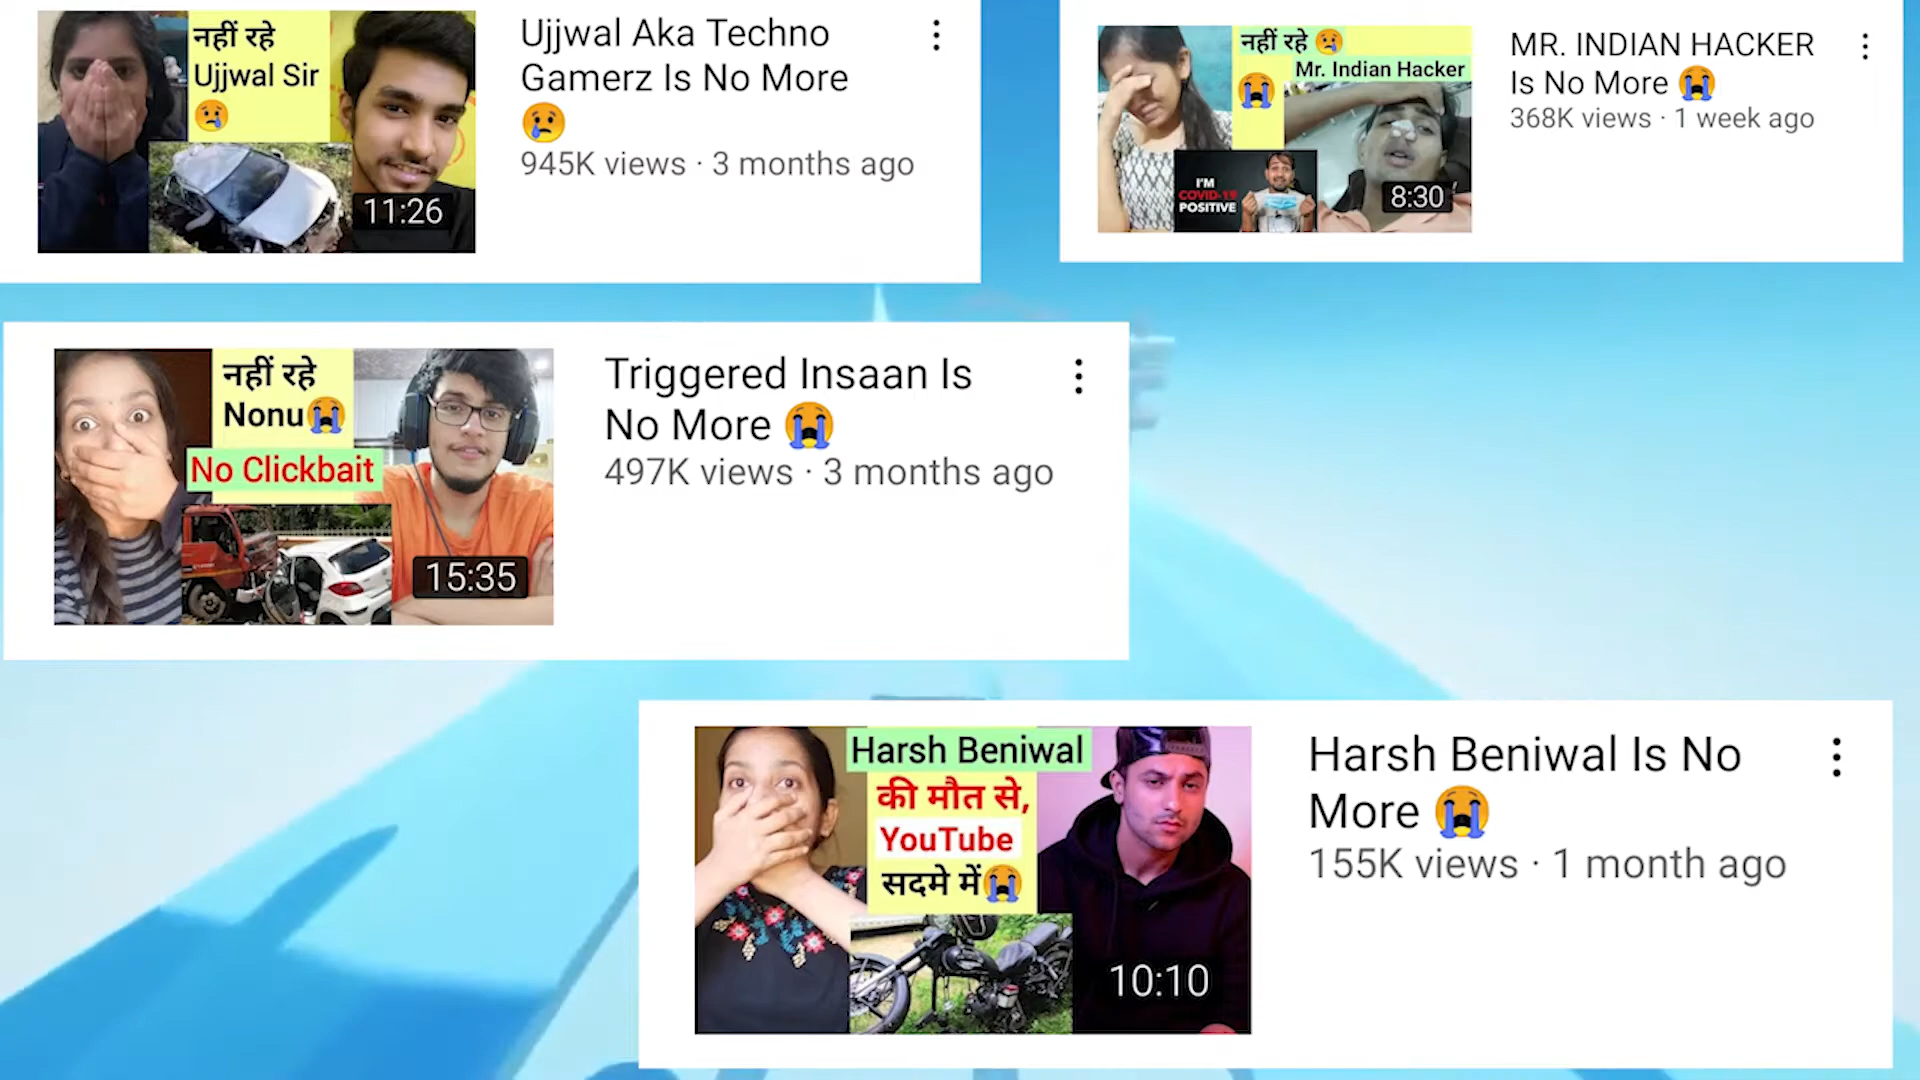 नहीं रहे
Ujjwal Sir
😢
11:26
Ujjwal Aka Techno
Gamerz Is No More
😢
945K views · 3 months ago
नहीं रहे 😢
Mr. Indian Hacker
😭
I'M
COVID-19
POSITIVE
8:30
MR. INDIAN HACKER
Is No More 😭
368K views · 1 week ago
नहीं रहे
Nonu😭
No Clickbait
15:35
Triggered Insaan Is
No More 😭
497K views · 3 months ago
Harsh Beniwal
की मौत से,
YouTube
सदमे में😭
10:10
Harsh Beniwal Is No
More 😭
155K views · 1 month ago